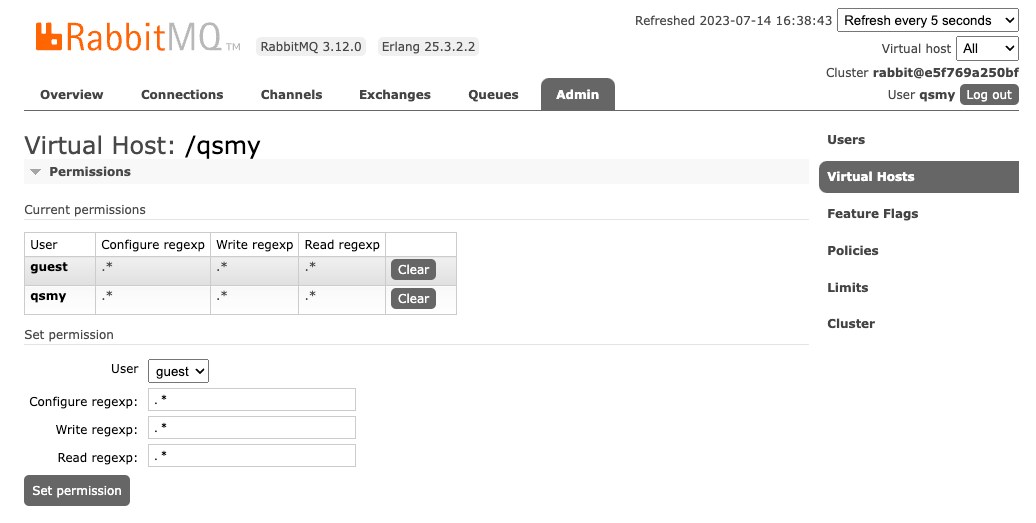 Refreshed 2023-07-14 16:38:43 Refresh every 5 seconds
RabbitMQ TM RabbitMQ 3.12.0 Erlang 25.3.2.2
Virtual host All
Cluster rabbit@e5f769a250bf
User qsmy Log out
Overview Connections Channels Exchanges Queues Admin
Virtual Host: /qsmy
Permissions
Current permissions
User Configure regexp Write regexp Read regexp
guest .* .* .* Clear
qsmy .* .* .* Clear
Set permission
User guest
Configure regexp: .*
Write regexp: .*
Read regexp: .*
Set permission
Users
Virtual Hosts
Feature Flags
Policies
Limits
Cluster